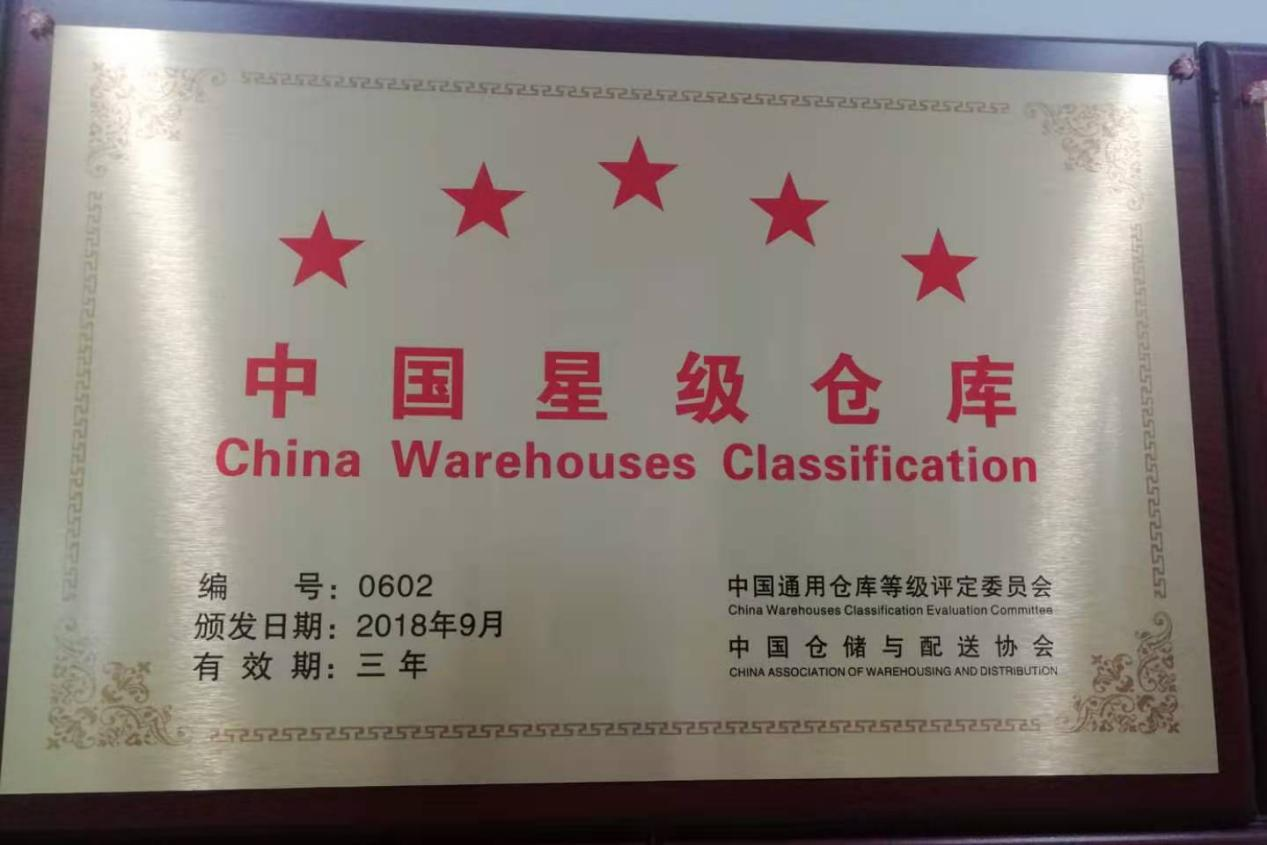 中国星级仓库
China Warehouses Classification
编 号：0602
颁发日期：2018年9月
有效期：三年
中国通用仓库等级评定委员会
China Warehouses Classification Evaluation Committee
中国仓储与配送协会
CHINA ASSOCIATION OF WAREHOUSING AND DISTRIBUTION